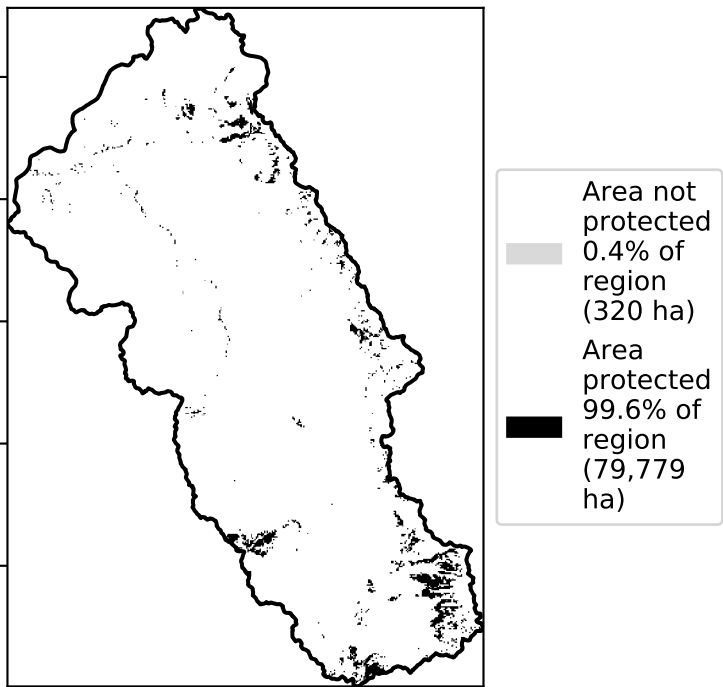 Area not
protected
0.4% of
region
(320 ha)
Area
protected
99.6% of
region
(79,779
ha)